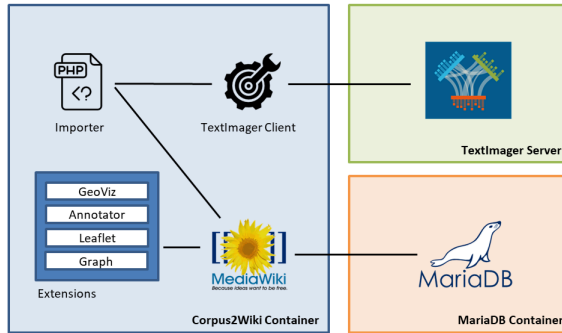 PHP
<?
Importer
TextImager Client
TextImager Server
GeoViz
Annotator
Leaflet
Graph
Extensions
[[ ]]
MediaWiki
Because ideas want to be free.
Corpus2Wiki Container
MariaDB
MariaDB Container